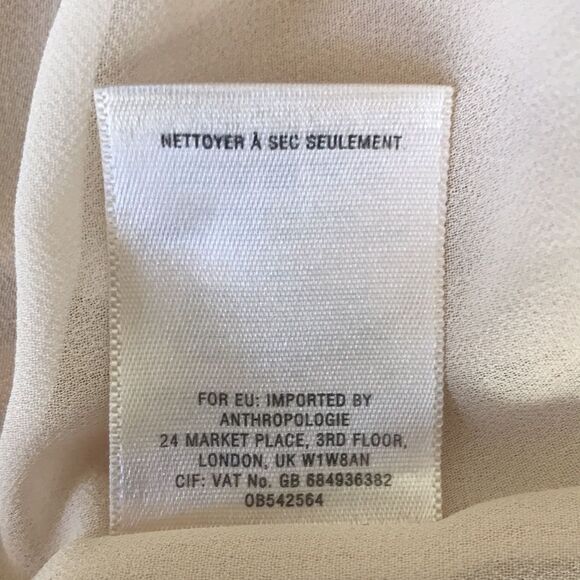 NETTOYER À SEC SEULEMENT
FOR EU: IMPORTED BY
ANTHROPOLOGIE
24 MARKET PLACE, 3RD FLOOR,
LONDON, UK W1W8AN
CIF: VAT No. GB 684936382
OB542564